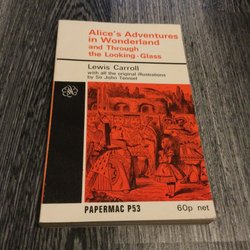 Alice's Adventures
in Wonderland
and Through
the Looking-Glass
Lewis Carroll
with all the original illustrations
by Sir John Tenniel
PAPERMAC P53
60p net